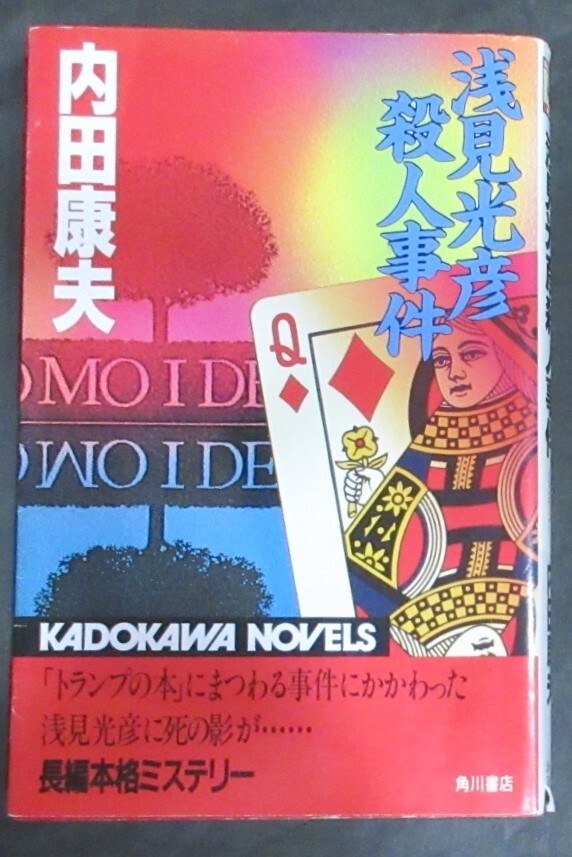 浅見光彦
殺人事件
内田康夫
Q
OMO I DE
OMO I DE
KADOKAWA NOVELS
「トランプの本」にまつわる事件にかかわった
浅見光彦に死の影が……
長編本格ミステリー
角川書店